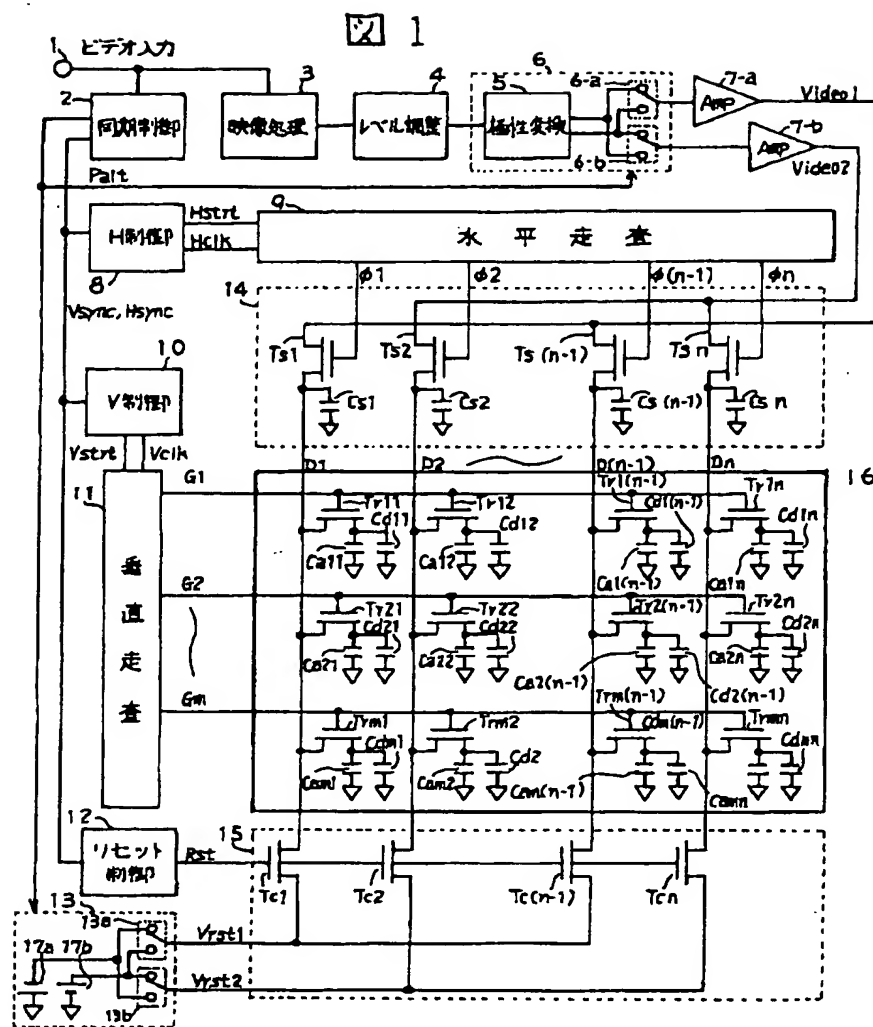 図 1
1 ビデオ入力
2 同期制御
3 映像処理
4 レベル調整
6
5 極性変換
6-a
6-b
7-a Amp Video1
7-b Amp Video2
Palt
8 H制御
Hstrt
Hclk
9 水平走査
Vsync, Hsync
φ1 φ2 φ(n-1) φn
14
Ts1 Ts2 Ts(n-1) Tsn
Cs1 Cs2 Cs(n-1) Csn
10 V制御
Vstrt Vclk
D1 D2 D(n-1) Dn
16
11 垂直走査
G1
Tr11 Tr12 Tr1(n-1) Tr1n
Cd11 Cd12 Cd1(n-1) Cd1n
Ca11 Ca12 Ca1(n-1) Ca1n
G2
Tr21 Tr22 Tr2(n-1) Tr2n
Cd21 Cd22 Cd2n
Ca21 Ca22 Ca2n
Ca2(n-1) Cd2(n-1)
Gm
Trm1 Trm2 Trm(n-1) Trmn
Cdm1 Cd2 Cdm(n-1) Cdmn
Cam1 Cam2 Cam(n-1) Camn
12 リセット制御
Rst
15
Tc1 Tc2 Tc(n-1) Tcn
13
13a
17a 17b
Vrst1
Vrst2
13b